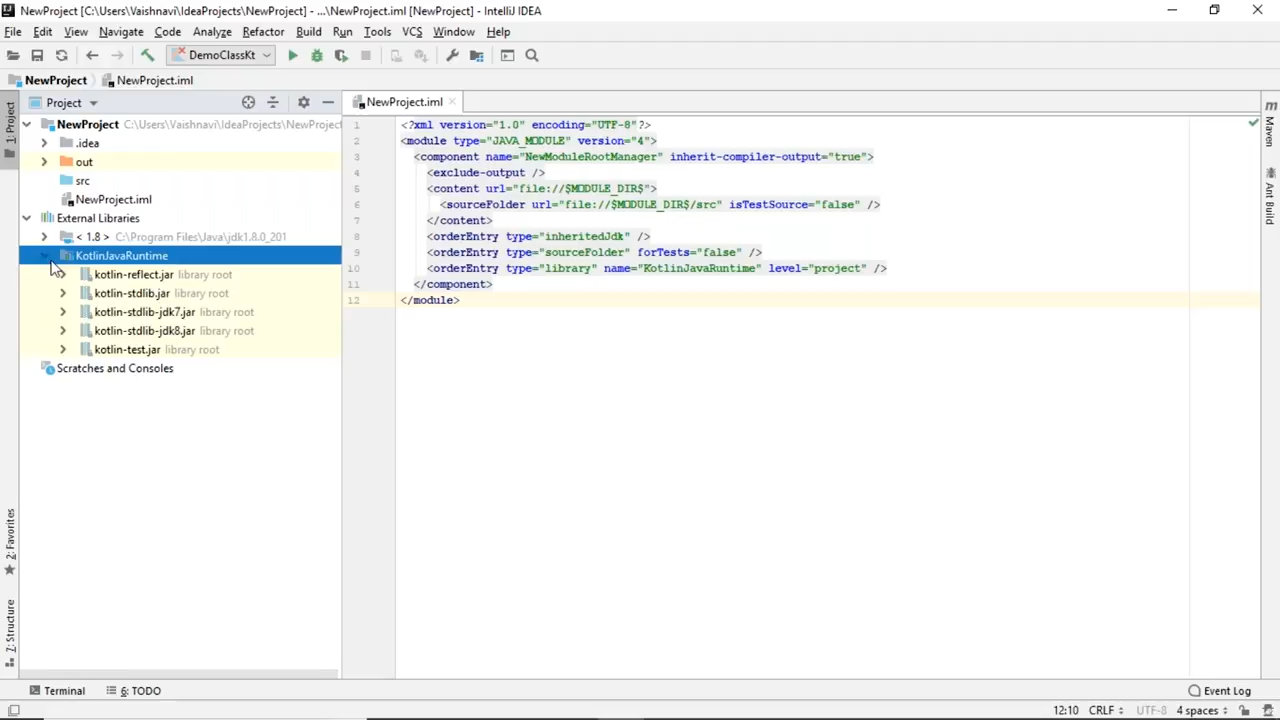 NewProject [C:\Users\Vaishnavi\IdeaProjects\NewProject] - ...\NewProject.iml [NewProject] - IntelliJ IDEA
File Edit View Navigate Code Analyze Refactor Build Run Tools VCS Window Help
DemoClassKt
NewProject NewProject.iml
1: Project
Project
NewProject C:\Users\Vaishnavi\IdeaProjects\NewProject
.idea
out
src
NewProject.iml
External Libraries
< 1.8 > C:\Program Files\Java\jdk1.8.0_201
KotlinJavaRuntime
kotlin-reflect.jar library root
kotlin-stdlib.jar library root
kotlin-stdlib-jdk7.jar library root
kotlin-stdlib-jdk8.jar library root
kotlin-test.jar library root
Scratches and Consoles
2: Favorites
7: Structure
NewProject.iml
1 <?xml version="1.0" encoding="UTF-8"?>
2 <module type="JAVA_MODULE" version="4">
3 <component name="NewModuleRootManager" inherit-compiler-output="true">
4 <exclude-output />
5 <content url="file://$MODULE_DIR$">
6 <sourceFolder url="file://$MODULE_DIR$/src" isTestSource="false" />
7 </content>
8 <orderEntry type="inheritedJdk" />
9 <orderEntry type="sourceFolder" forTests="false" />
10 <orderEntry type="library" name="KotlinJavaRuntime" level="project" />
11 </component>
12 </module>
m Maven
Ant Build
Terminal 6: TODO Event Log
12:10 CRLF UTF-8 4 spaces